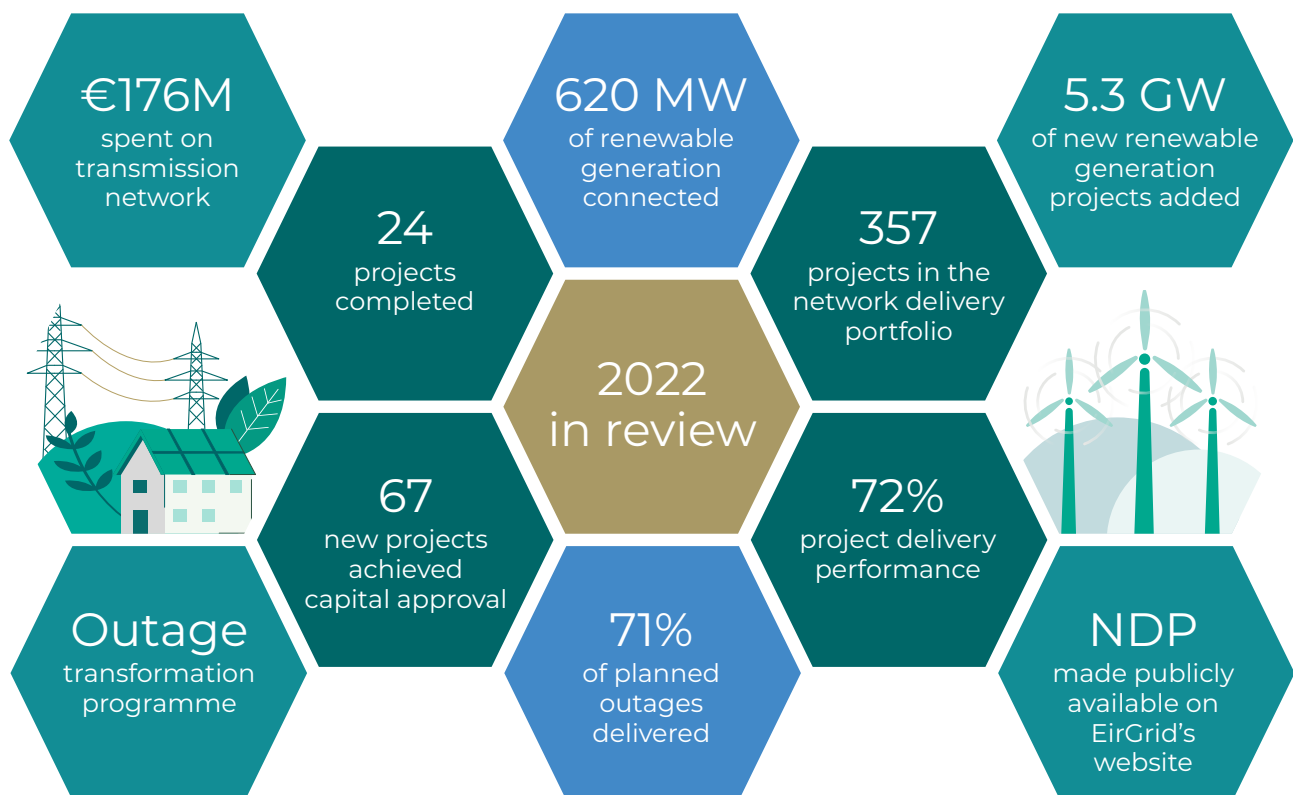 €176M
spent on
transmission
network
620 MW
of renewable
generation
connected
5.3 GW
of new renewable
generation
projects added
24
projects
completed
357
projects in the
network delivery
portfolio
2022
in review
67
new projects
achieved
capital approval
72%
project delivery
performance
Outage
transformation
programme
71%
of planned
outages
delivered
NDP
made publicly
available on
EirGrid’s
website